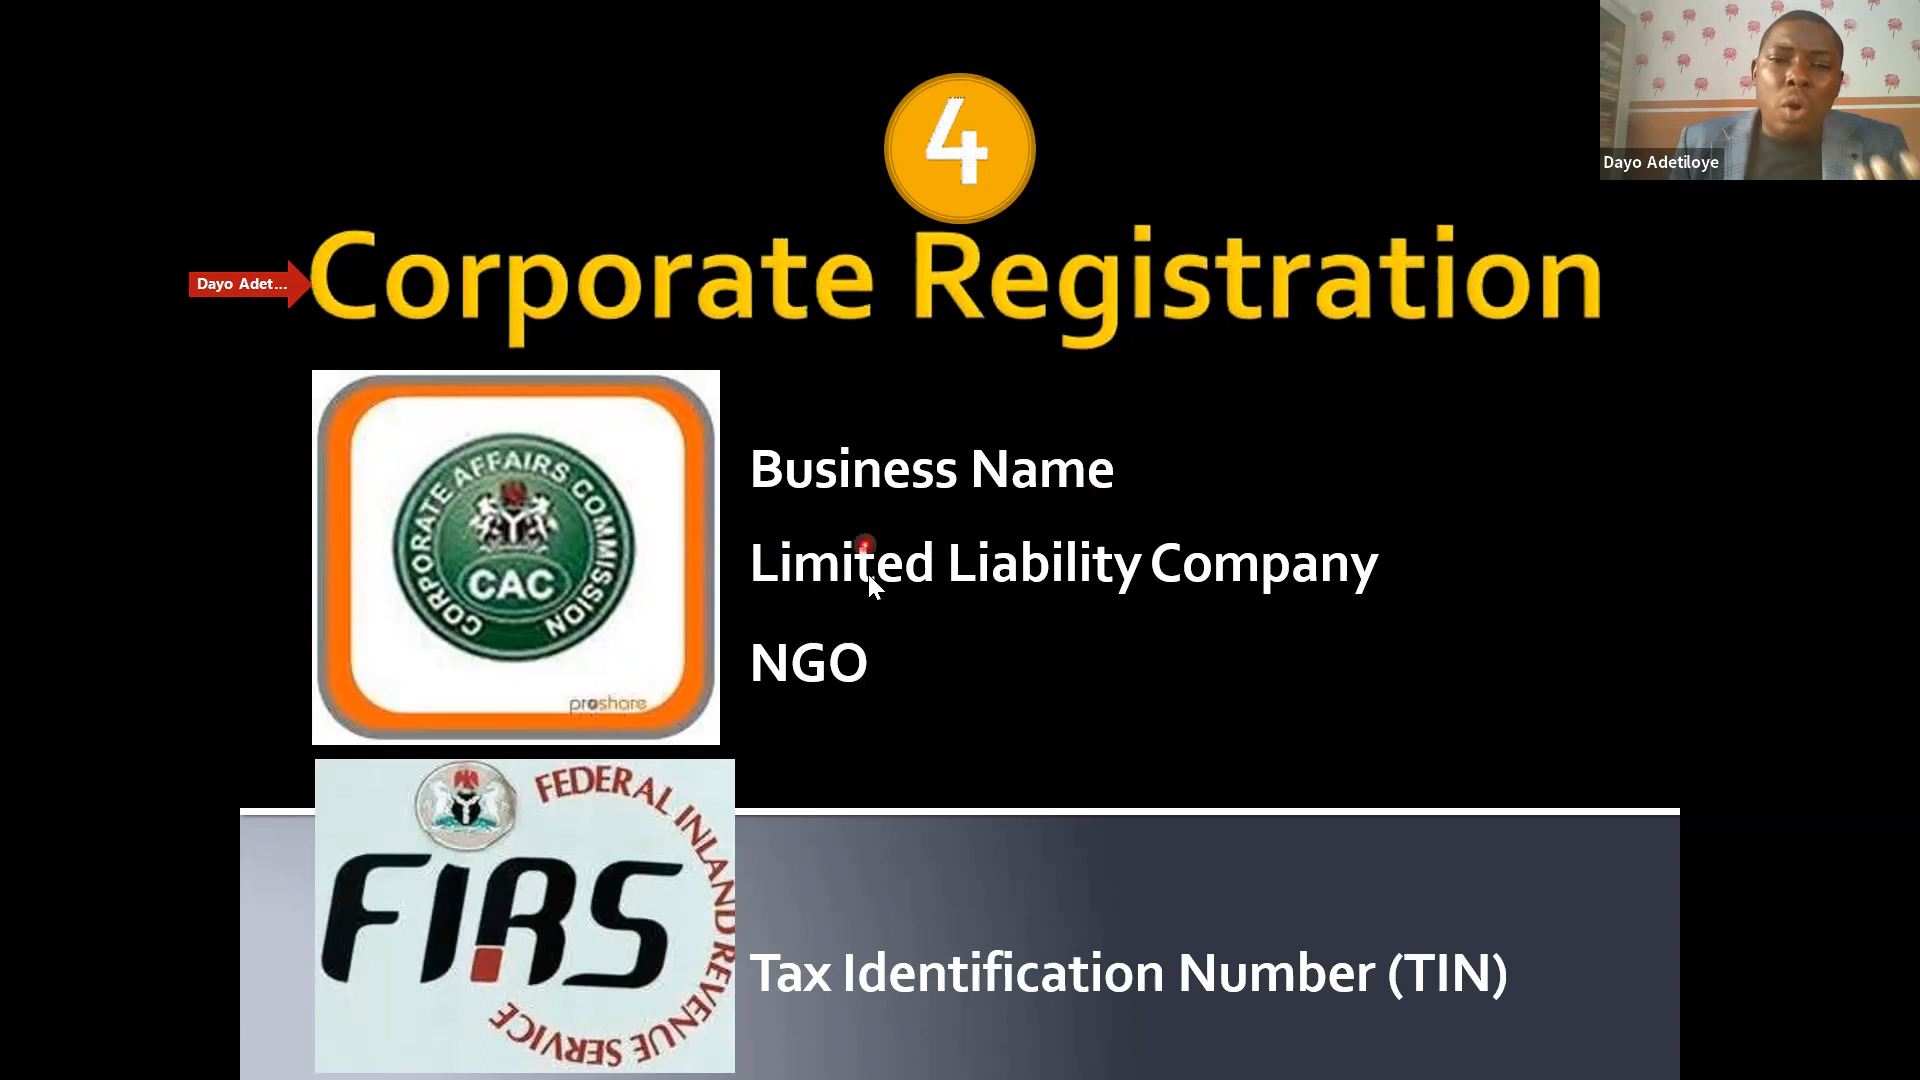 4
Dayo Adetiloye
Corporate Registration
Dayo Adet...
CORPORATE AFFAIRS COMMISSION
CAC
proshare
Business Name
Limited Liability Company
NGO
FEDERAL INLAND REVENUE SERVICE
FIRS
Tax Identification Number (TIN)